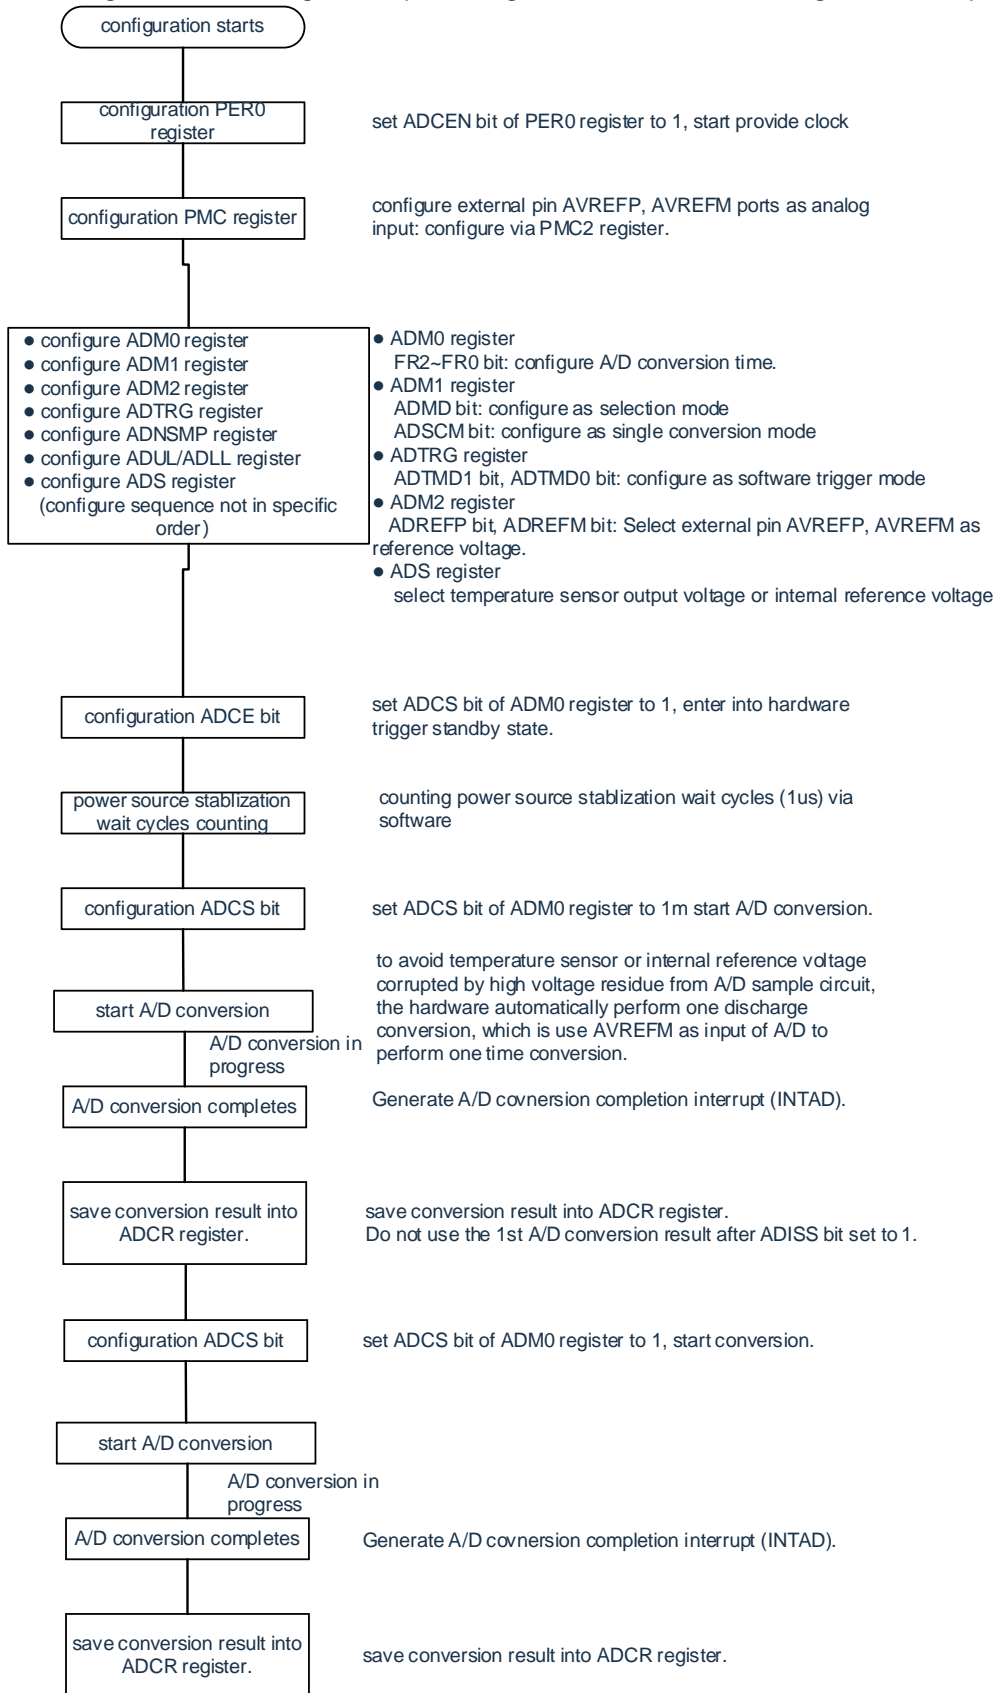 configuration starts
configuration PER0
register
set ADCEN bit of PER0 register to 1, start provide clock
configuration PMC register
configure external pin AVREFP, AVREFM ports as analog
input: configure via PMC2 register.
● configure ADM0 register
● configure ADM1 register
● configure ADM2 register
● configure ADTRG register
● configure ADNSMP register
● configure ADUL/ADLL register
● configure ADS register
(configure sequence not in specific
order)
● ADM0 register
FR2~FR0 bit: configure A/D conversion time.
● ADM1 register
ADMD bit: configure as selection mode
ADSCM bit: configure as single conversion mode
● ADTRG register
ADTMD1 bit, ADTMD0 bit: configure as software trigger mode
● ADM2 register
ADREFP bit, ADREFM bit: Select external pin AVREFP, AVREFM as
reference voltage.
● ADS register
select temperature sensor output voltage or internal reference voltage
configuration ADCE bit
set ADCS bit of ADM0 register to 1, enter into hardware
trigger standby state.
power source stablization
wait cycles counting
counting power source stablization wait cycles (1us) via
software
configuration ADCS bit
set ADCS bit of ADM0 register to 1m start A/D conversion.
start A/D conversion
to avoid temperature sensor or internal reference voltage
corrupted by high voltage residue from A/D sample circuit,
the hardware automatically perform one discharge
conversion, which is use AVREFM as input of A/D to
perform one time conversion.
A/D conversion in
progress
A/D conversion completes
Generate A/D covnersion completion interrupt (INTAD).
save conversion result into
ADCR register.
save conversion result into ADCR register.
Do not use the 1st A/D conversion result after ADISS bit set to 1.
configuration ADCS bit
set ADCS bit of ADM0 register to 1, start conversion.
start A/D conversion
A/D conversion in
progress
A/D conversion completes
Generate A/D covnersion completion interrupt (INTAD).
save conversion result into
ADCR register.
save conversion result into ADCR register.